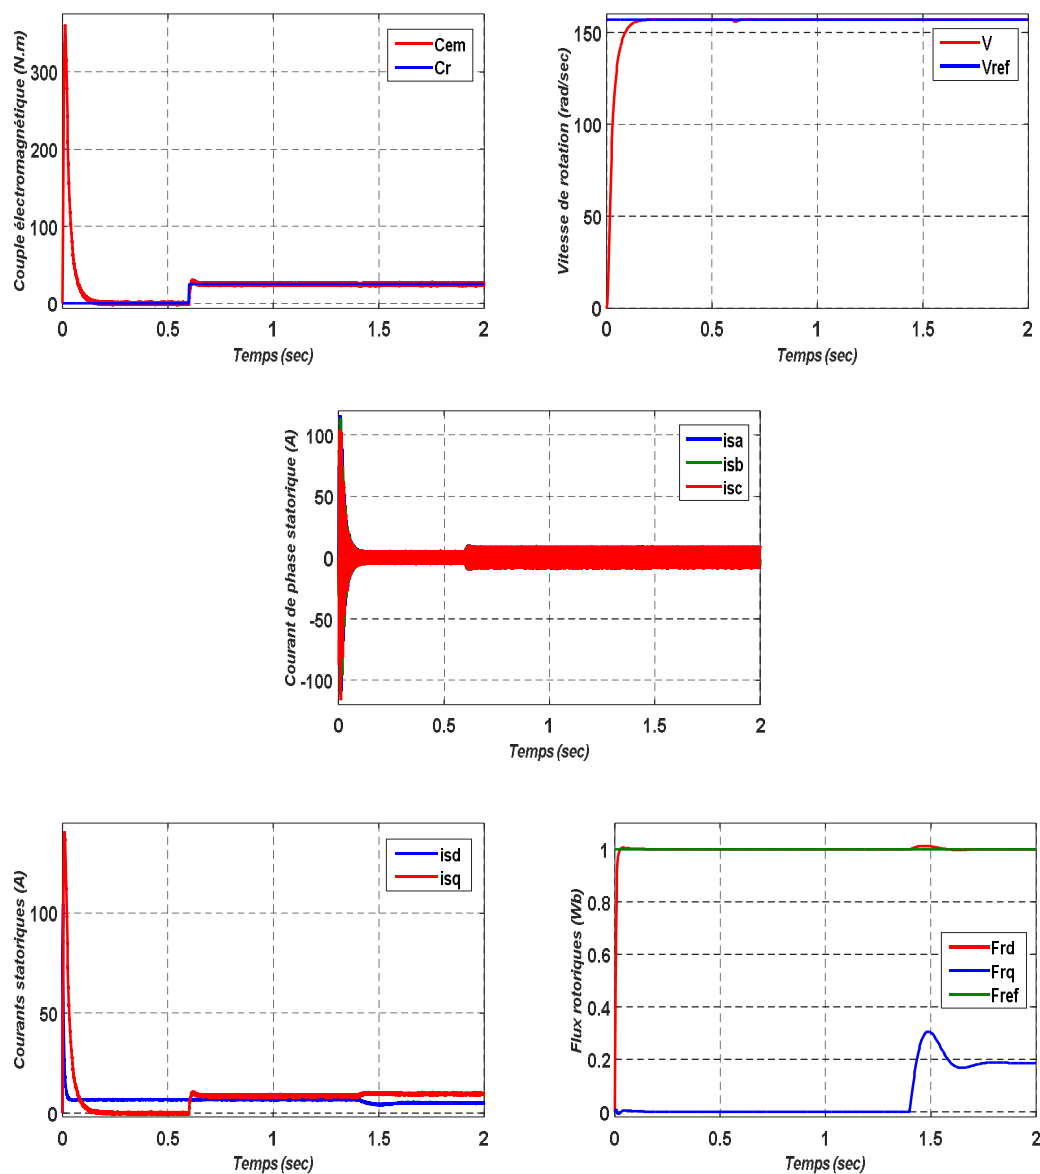 Couple électromagnétique (N.m)
300
200
100
0
Cem
Cr
0 0.5 1 1.5 2
Temps (sec)
Vitesse de rotation (rad/sec)
150
100
50
0
V
Vref
0 0.5 1 1.5 2
Temps (sec)
Courant de phase statorique (A)
100
50
0
-50
-100
isa
isb
isc
0 0.5 1 1.5 2
Temps (sec)
Courants statoriques (A)
100
50
0
isd
isq
0 0.5 1 1.5 2
Temps (sec)
Flux rotoriques (Wb)
1
0.8
0.6
0.4
0.2
0
Frd
Frq
Fref
0 0.5 1 1.5 2
Temps (sec)